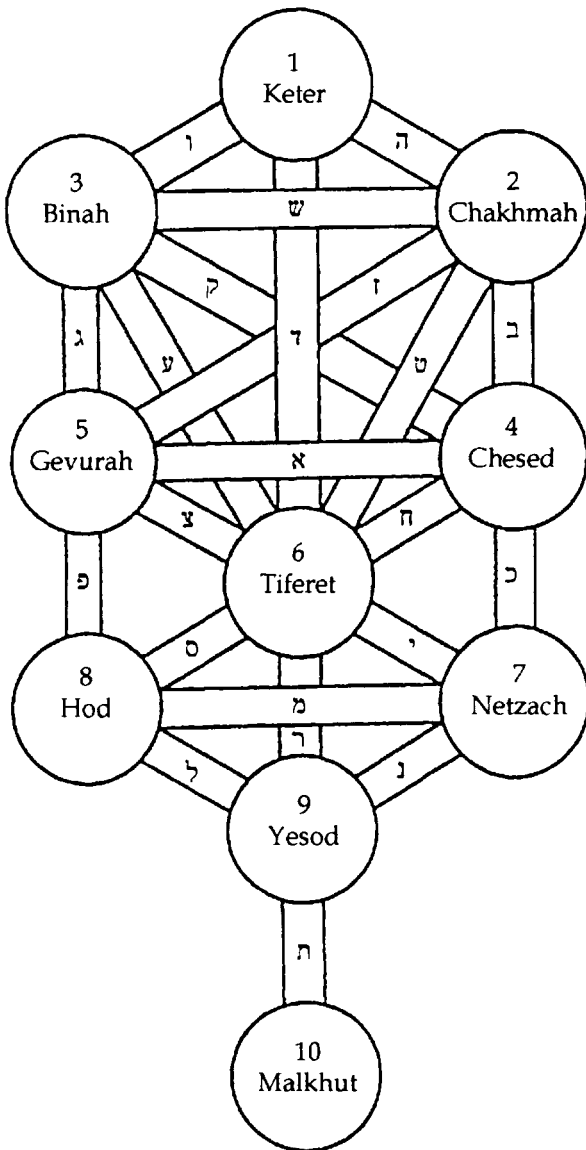 1
Keter
ו
ה
3
Binah
2
Chakhmah
ש
ק
ז
ג
ע
ד
ט
ב
5
Gevurah
4
Chesed
א
צ
ח
6
Tiferet
פ
כ
ס
י
8
Hod
7
Netzach
מ
ר
ל
נ
9
Yesod
ת
10
Malkhut